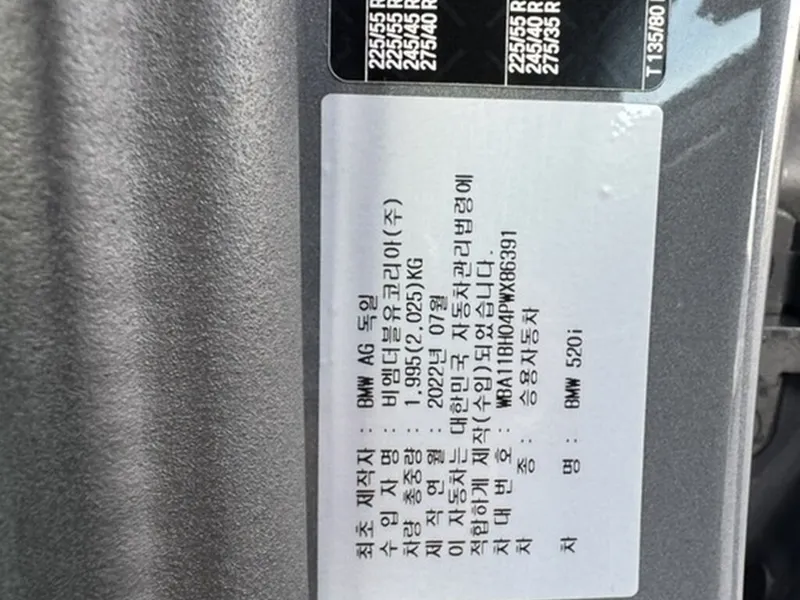 225/55 R
225/55 R
245/45 R
275/40 R
225/55 R
245/40 R
275/35 R
T 135/80
최초 제작자 : BMW AG 독일
수 입 자 명 : 비엠더블유코리아(주)
차량 총중량 : 1,995(2,025)KG
제 작 연 월 : 2022년 07월
이 자동차는 대한민국 자동차관리법령에
적합하게 제작(수입)되었습니다.
차 대 번 호 : WBA11BH04PWX86391
차 종 : 승용자동차
차 명 : BMW 520i